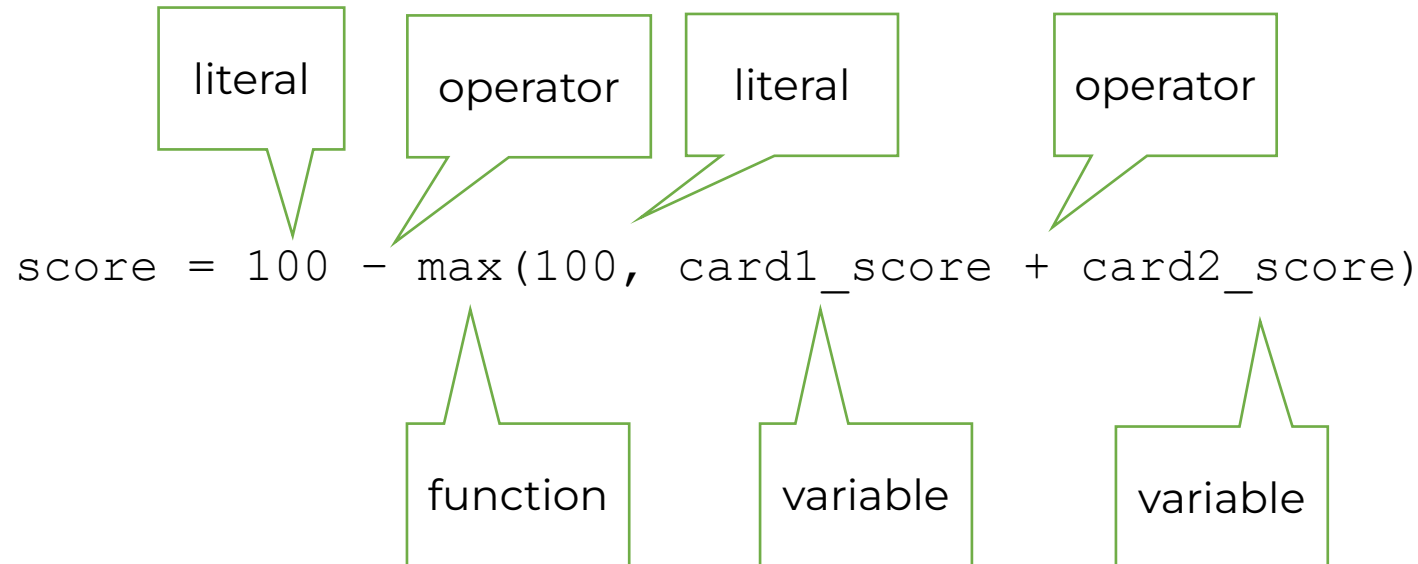 literal
operator
literal
operator
score = 100 – max(100, card1_score + card2_score)
function
variable
variable